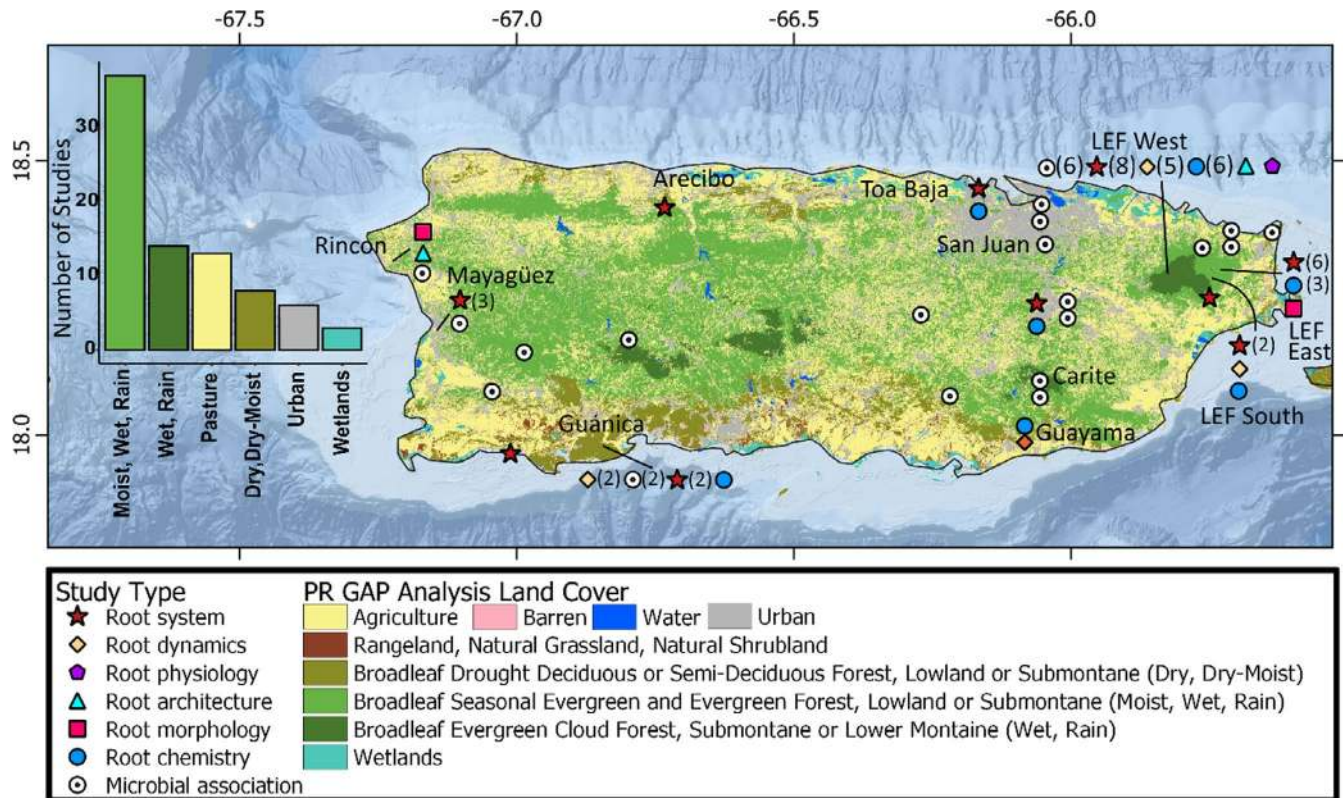 -67.5 -67.0 -66.5 -66.0
18.5
18.0
Number of Studies
30
20
10
0
Moist, Wet, Rain
Wet, Rain
Pasture
Dry,Dry-Moist
Urban
Wetlands
LEF West
(6) (8) (5) (6)
Arecibo
Toa Baja
Rincón
San Juan
Mayagüez
(3)
(6)
(3)
LEF
East
(2)
Carite
LEF South
Guánica
Guayama
(2) (2) (2)
Study Type
Root system
Root dynamics
Root physiology
Root architecture
Root morphology
Root chemistry
Microbial association
PR GAP Analysis Land Cover
Agriculture Barren Water Urban
Rangeland, Natural Grassland, Natural Shrubland
Broadleaf Drought Deciduous or Semi-Deciduous Forest, Lowland or Submontane (Dry, Dry-Moist)
Broadleaf Seasonal Evergreen and Evergreen Forest, Lowland or Submontane (Moist, Wet, Rain)
Broadleaf Evergreen Cloud Forest, Submontane or Lower Montaine (Wet, Rain)
Wetlands